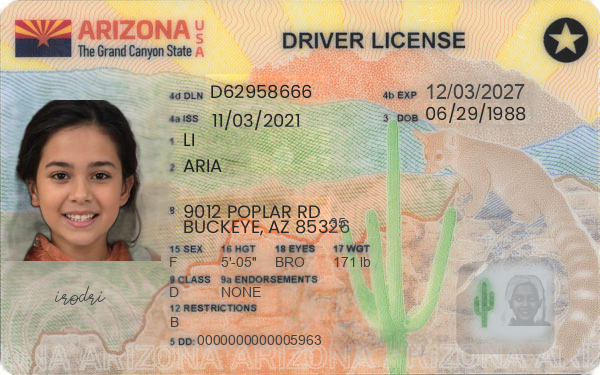 ARIZONA USA
The Grand Canyon State
DRIVER LICENSE
4d DLN D62958666
4b EXP 12/03/2027
4a ISS 11/03/2021
3 DOB 06/29/1988
1 LI
2 ARIA
8 9012 POPLAR RD
BUCKEYE, AZ 85326
15 SEX F
16 HGT 5'-05"
18 EYES BRO
17 WGT 171 lb
9 CLASS D
9a ENDORSEMENTS NONE
12 RESTRICTIONS
B
5 DD: 0000000000005963
irodri
ARIZONA ARIZONA ARIZONA ARIZONA